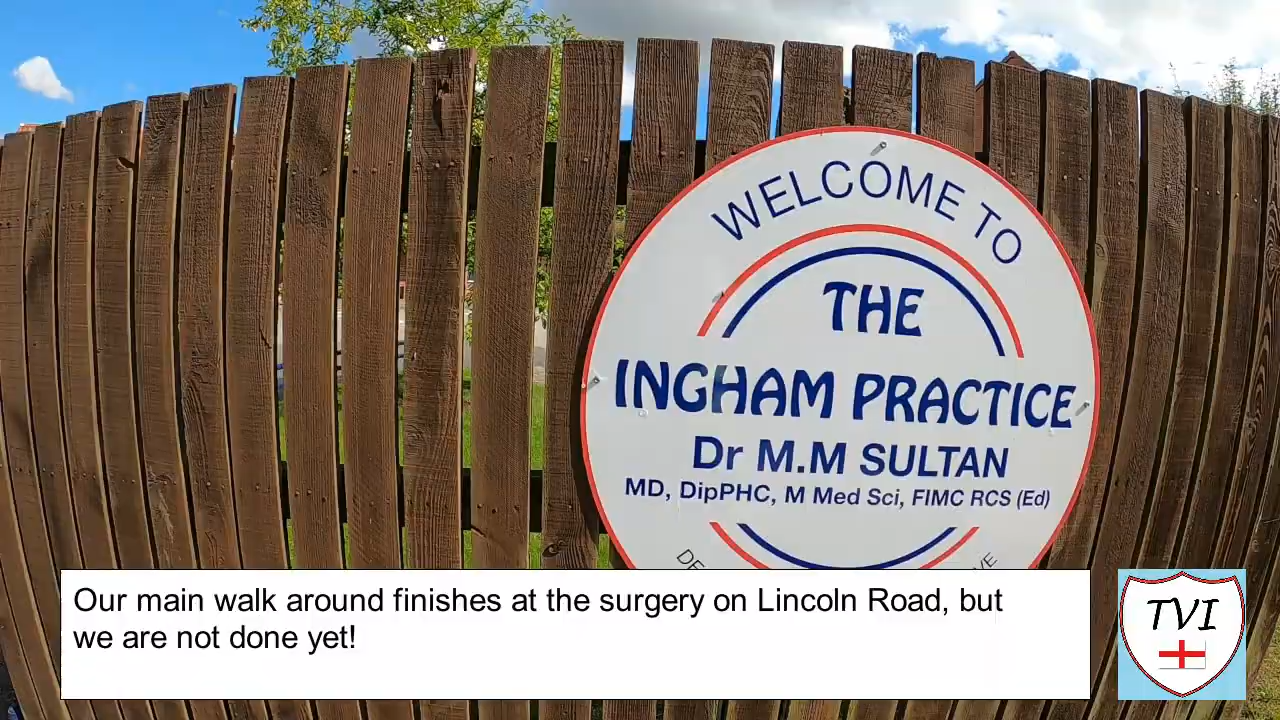 WELCOME TO
THE
INGHAM PRACTICE
Dr M.M SULTAN
MD, DipPHC, M Med Sci, FIMC RCS (Ed)
Our main walk around finishes at the surgery on Lincoln Road, but
we are not done yet!
TVI